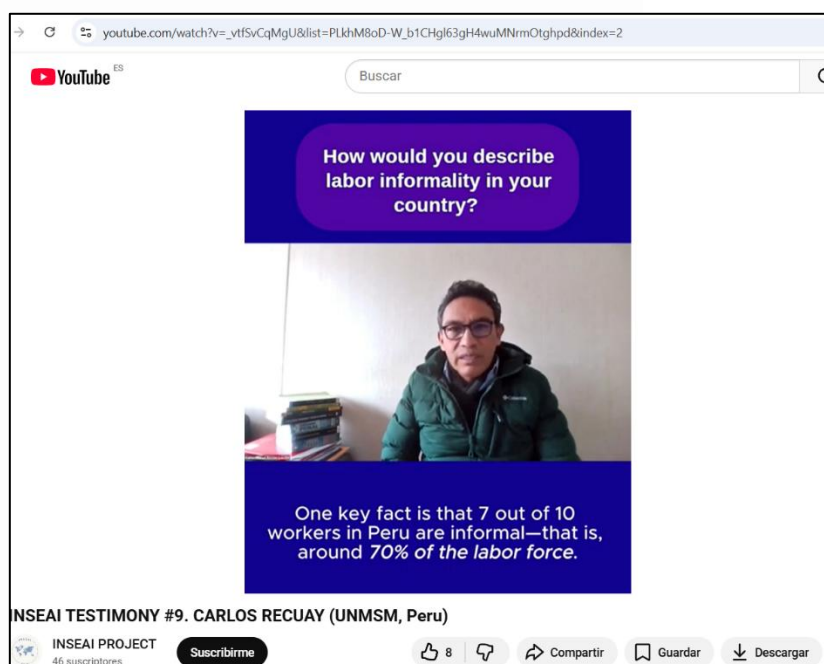 youtube.com/watch?v=_vtfSvCqMgU&list=PLkhM8oD-W_b1CHgl63gH4wuMNrmOtghpd&index=2
YouTube ES
Buscar
How would you describe
labor informality in your
country?
One key fact is that 7 out of 10
workers in Peru are informal—that is,
around 70% of the labor force.
INSEAI TESTIMONY #9. CARLOS RECUAY (UNMSM, Peru)
INSEAI PROJECT
46 suscriptores
Suscribirme
8
Compartir
Guardar
Descargar